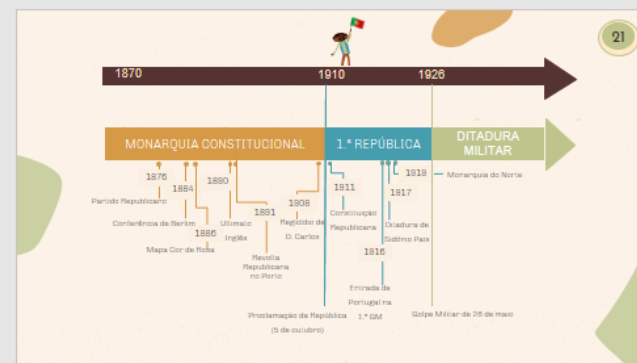 21
1870
1910
1926
MONARQUIA CONSTITUCIONAL
1.ª REPÚBLICA
DITADURA
MILITAR
1876
Partido Republicano
1884
Conferência de Berlim
1886
Mapa Cor de Rosa
1890
Ultimato
Inglês
1891
Revolta
Republicana
no Porto
1908
Regicídio de
D. Carlos
Proclamação da República
(5 de outubro)
1911
Constituição
Republicana
1916
Entrada de
Portugal na
1.ª GM
1917
Ditadura de
Sidónio Pais
1919
Monarquia do Norte
Golpe Militar de 28 de maio